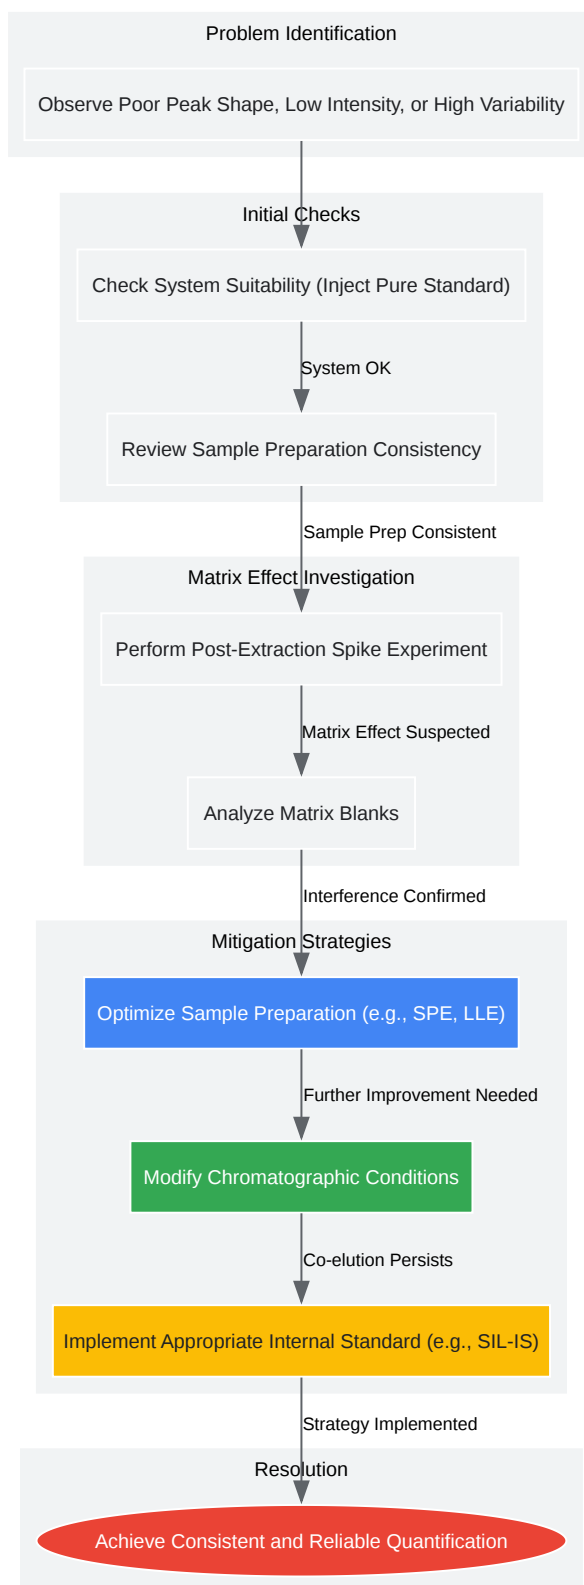 Problem Identification
Observe Poor Peak Shape, Low Intensity, or High Variability
Initial Checks
Check System Suitability (Inject Pure Standard)
System OK
Review Sample Preparation Consistency
Sample Prep Consistent
Matrix Effect Investigation
Perform Post-Extraction Spike Experiment
Matrix Effect Suspected
Analyze Matrix Blanks
Interference Confirmed
Mitigation Strategies
Optimize Sample Preparation (e.g., SPE, LLE)
Further Improvement Needed
Modify Chromatographic Conditions
Co-elution Persists
Implement Appropriate Internal Standard (e.g., SIL-IS)
Strategy Implemented
Resolution
Achieve Consistent and Reliable Quantification